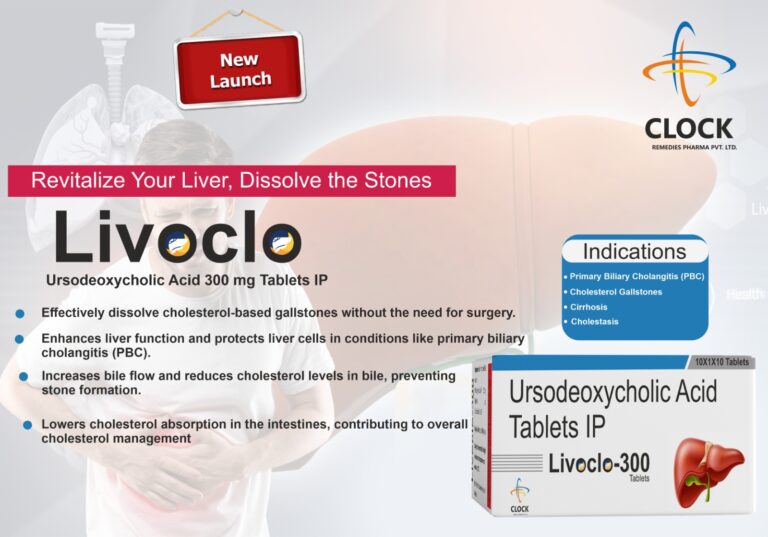 New
Launch
CLOCK
REMEDIES PHARMA PVT. LTD.
Revitalize Your Liver, Dissolve the Stones
Livoclo
Ursodeoxycholic Acid 300 mg Tablets IP
Effectively dissolve cholesterol-based gallstones without the need for surgery.
Enhances liver function and protects liver cells in conditions like primary biliary
cholangitis (PBC).
Increases bile flow and reduces cholesterol levels in bile, preventing
stone formation.
Lowers cholesterol absorption in the intestines, contributing to overall
cholesterol management
Liv
Health
Indications
• Primary Biliary Cholangitis (PBC)
• Cholesterol Gallstones
• Cirrhosis
• Cholestasis
10X1X10 Tablets
Ursodeoxycholic Acid
Tablets IP
Livoclo-300
Tablets
CLOCK